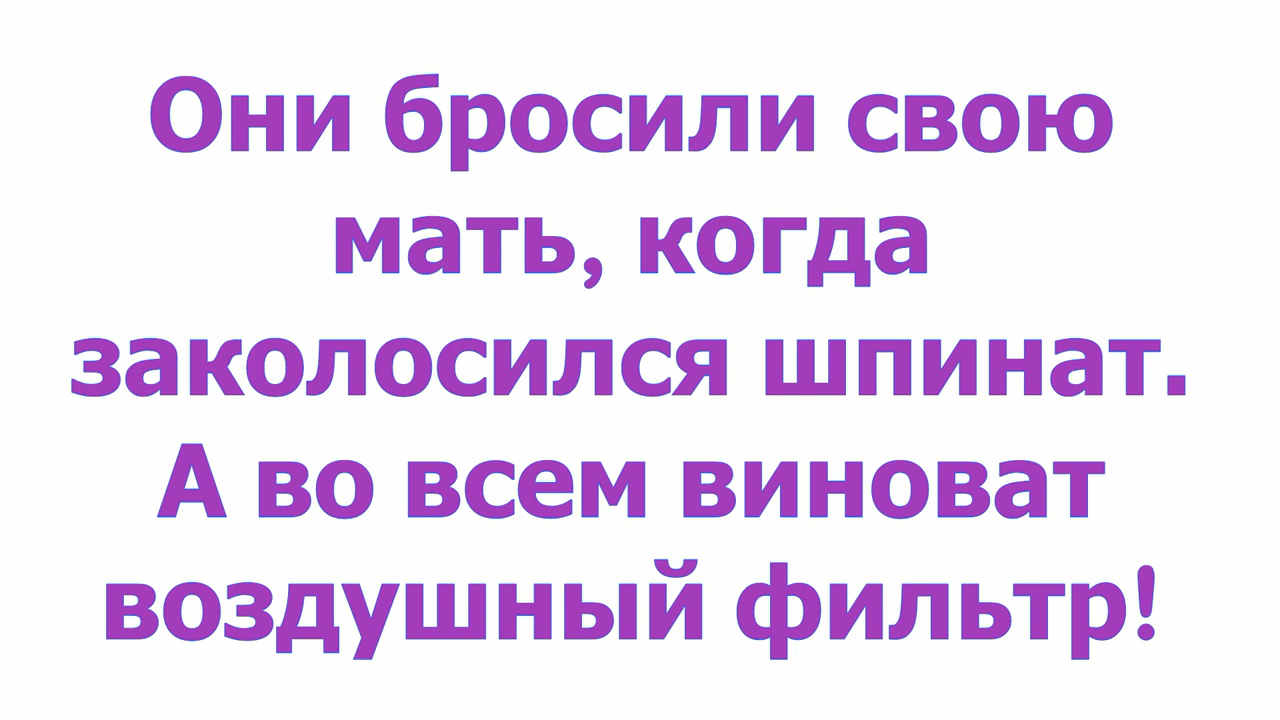 Они бросили свою
мать, когда
заколосился шпинат.
А во всем виноват
воздушный фильтр!